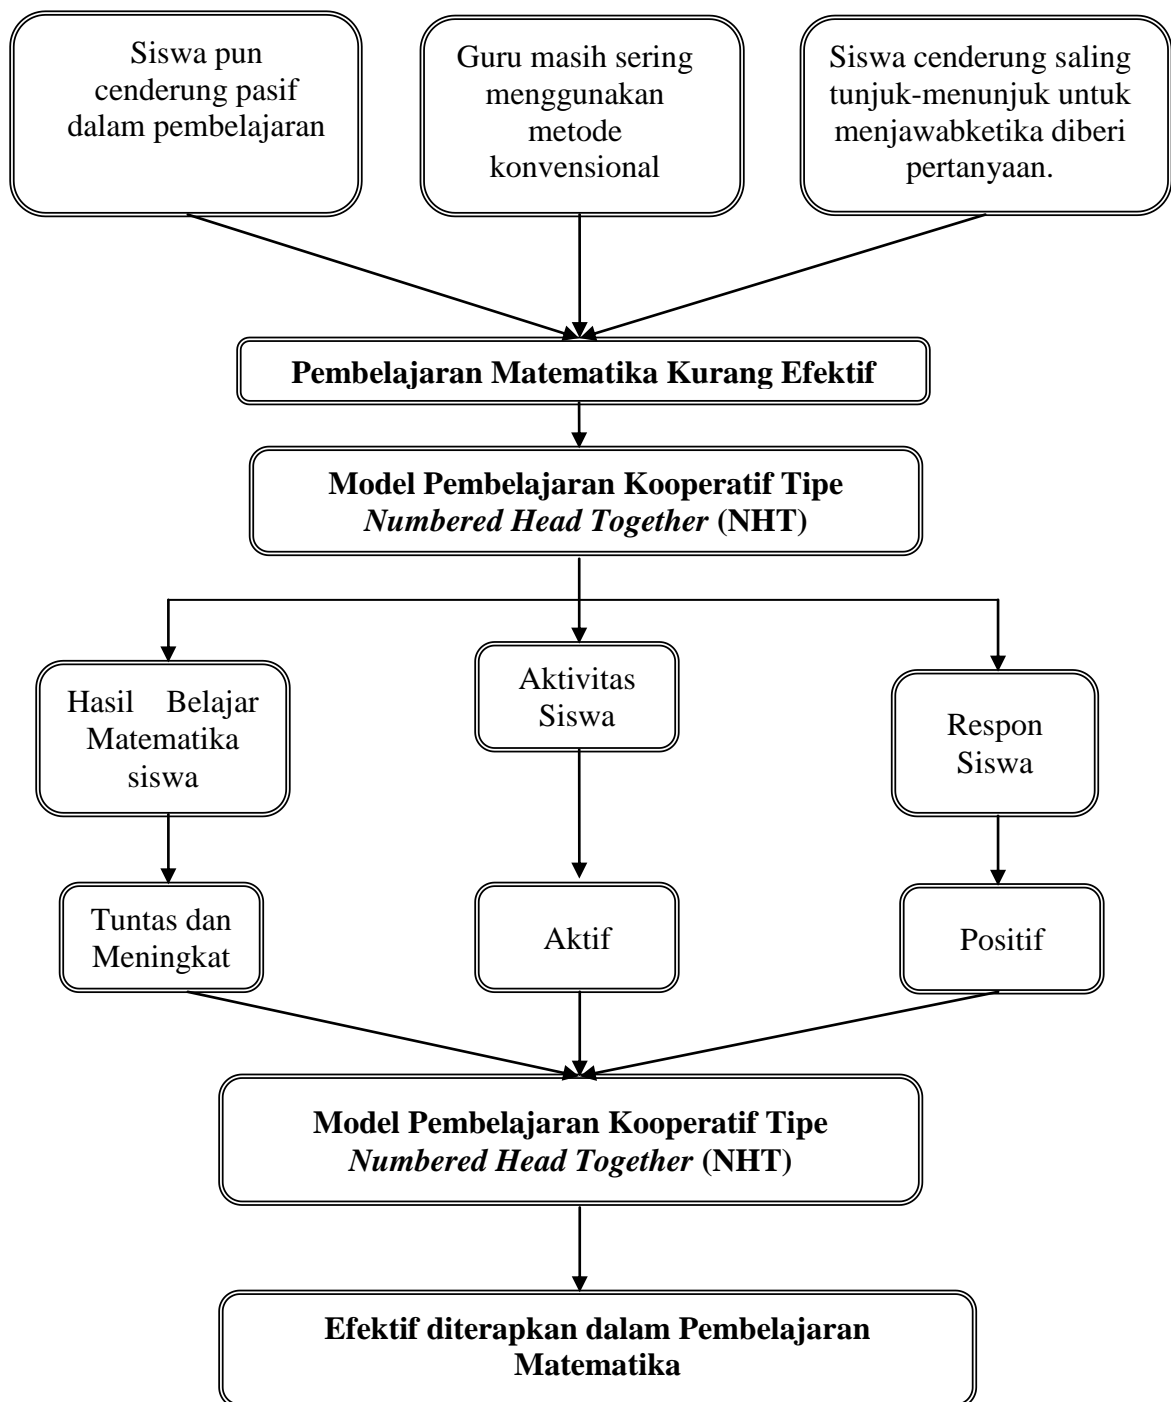 Siswa pun
cenderung pasif
dalam pembelajaran
Guru masih sering
menggunakan
metode
konvensional
Siswa cenderung saling
tunjuk-menunjuk untuk
menjawabketika diberi
pertanyaan.
Pembelajaran Matematika Kurang Efektif
Model Pembelajaran Kooperatif Tipe
Numbered Head Together (NHT)
Hasil Belajar
Matematika
siswa
Aktivitas
Siswa
Respon
Siswa
Tuntas dan
Meningkat
Aktif
Positif
Model Pembelajaran Kooperatif Tipe
Numbered Head Together (NHT)
Efektif diterapkan dalam Pembelajaran
Matematika